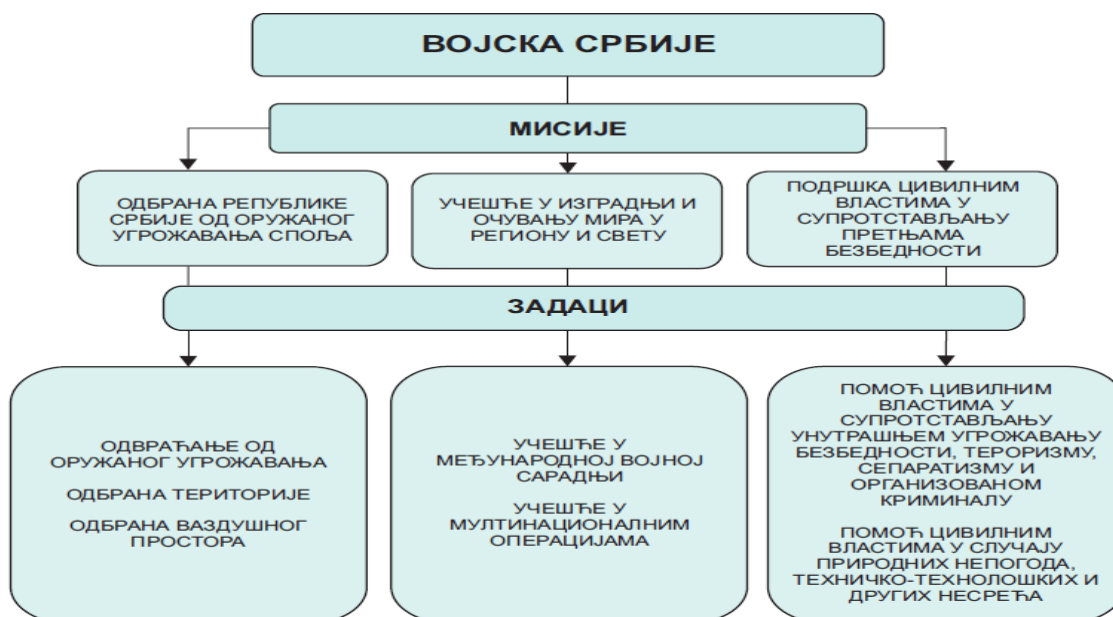 ВОЈСКА СРБИЈЕ
МИСИЈЕ
ОДБРАНА РЕПУБЛИКЕ
СРБИЈЕ ОД ОРУЖАНОГ
УГРОЖАВАЊА СПОЉА
УЧЕШЋЕ У ИЗГРАДЊИ И
ОЧУВАЊУ МИРА У
РЕГИОНУ И СВЕТУ
ПОДРШКА ЦИВИЛНИМ
ВЛАСТИМА У
СУПРОТСТАВЉАЊУ
ПРЕТЊАМА
БЕЗБЕДНОСТИ
ЗАДАЦИ
ОДВРАЋАЊЕ ОД
ОРУЖАНОГ УГРОЖАВАЊА
ОДБРАНА ТЕРИТОРИЈЕ
ОДБРАНА ВАЗДУШНОГ
ПРОСТОРА
УЧЕШЋЕ У
МЕЂУНАРОДНОЈ ВОЈНОЈ
САРАДЊИ
УЧЕШЋЕ У
МУЛТИНАЦИОНАЛНИМ
ОПЕРАЦИЈАМА
ПОМОЋ ЦИВИЛНИМ
ВЛАСТИМА У
СУПРОТСТАВЉАЊУ
УНУТРАШЊЕМ УГРОЖАВАЊУ
БЕЗБЕДНОСТИ, ТЕРОРИЗМУ,
СЕПАРАТИЗМУ И
ОРГАНИЗОВАНОМ
КРИМИНАЛУ
ПОМОЋ ЦИВИЛНИМ
ВЛАСТИМА У СЛУЧАЈУ
ПРИРОДНИХ НЕПОГОДА,
ТЕХНИЧКО-ТЕХНОЛОШКИХ И
ДРУГИХ НЕСРЕЋА